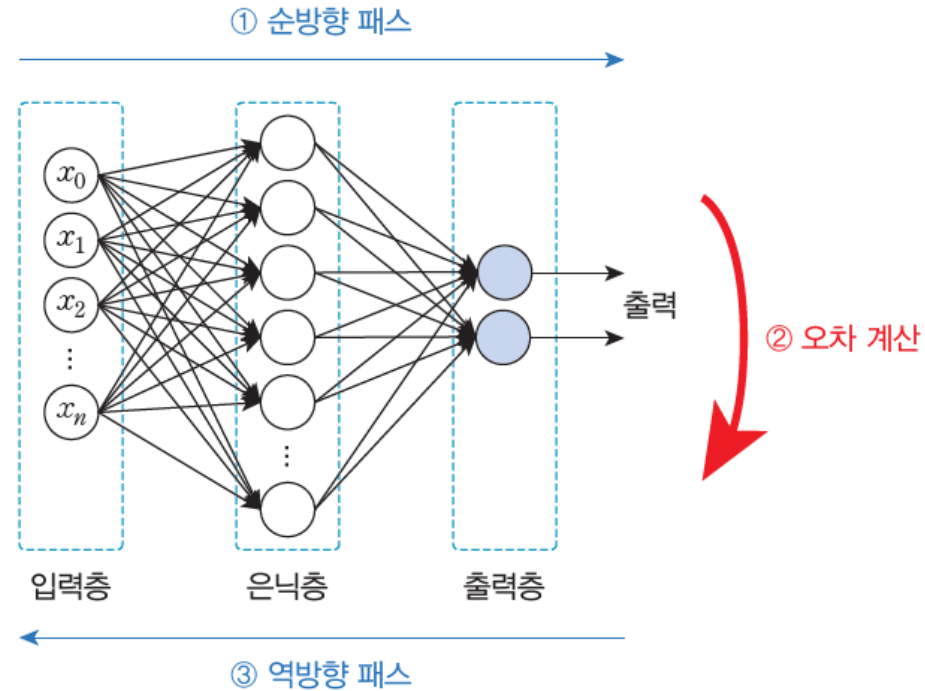 ① 순방향 패스
x₀
x₁
x₂
⋮
xₙ
⋮
출력
② 오차 계산
입력층
은닉층
출력층
③ 역방향 패스